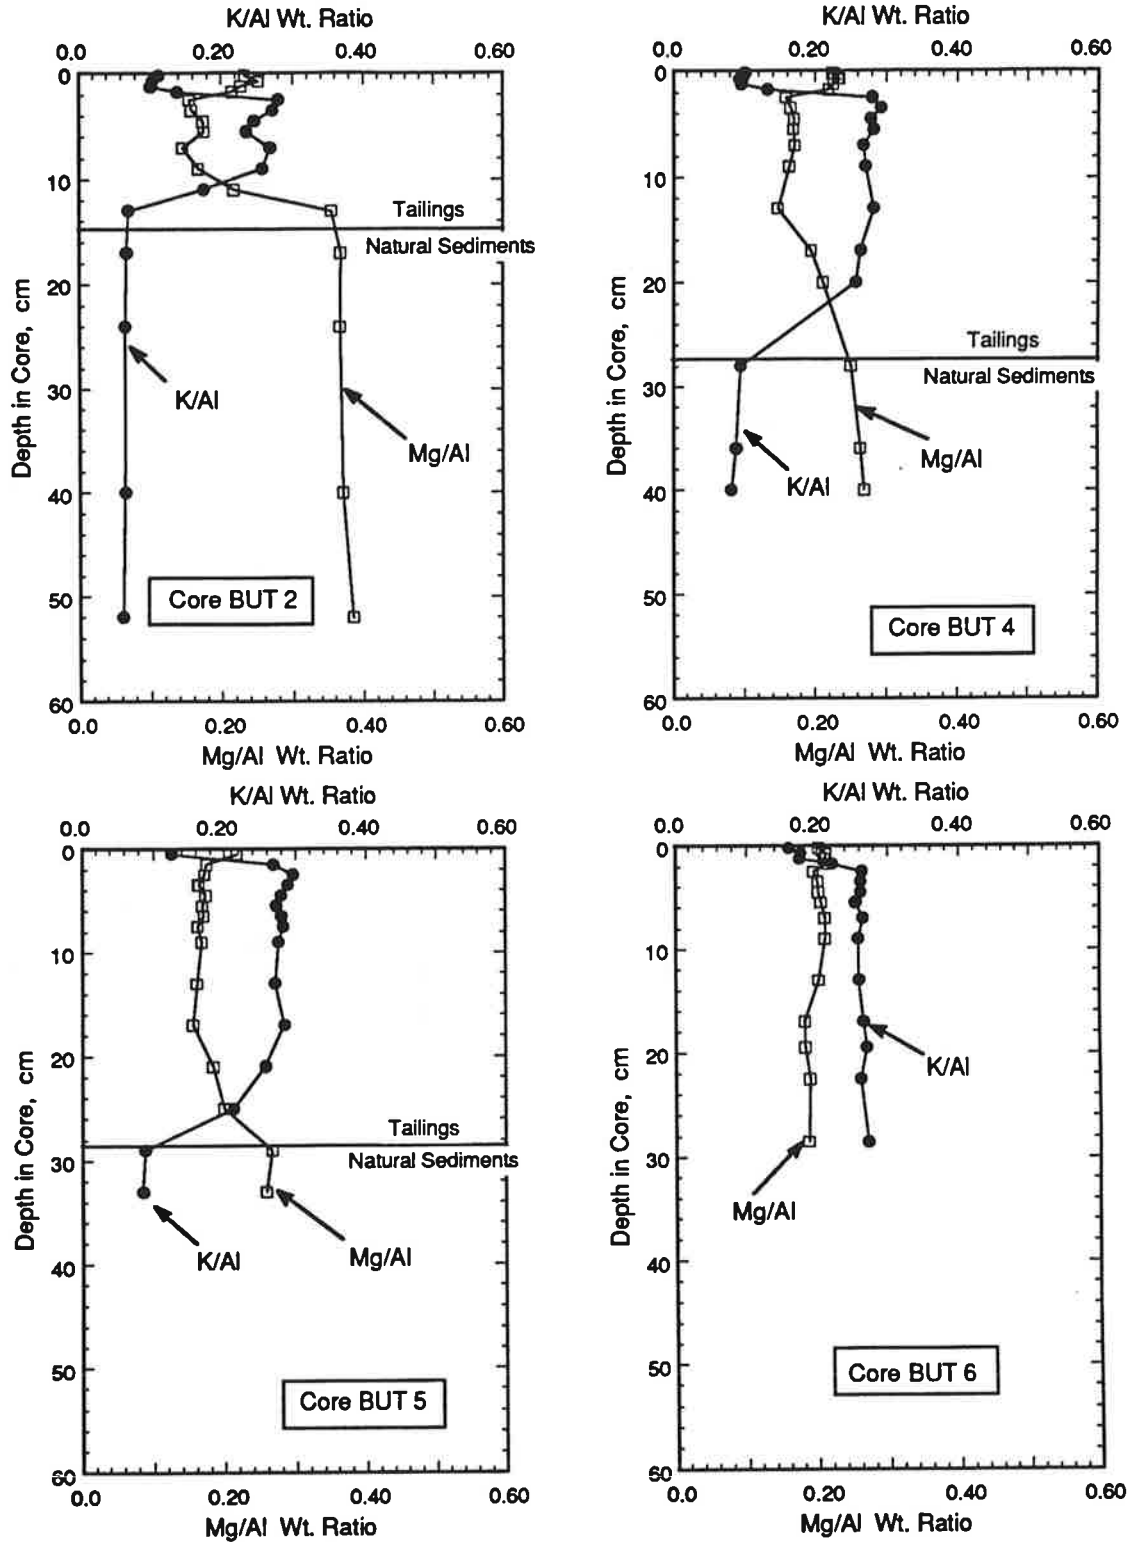 K/Al Wt. Ratio
0.0 0.20 0.40 0.60
0
10
20
30
40
50
60
Depth in Core, cm
Tailings
Natural Sediments
K/Al
Mg/Al
Core BUT 2
0.0 0.20 0.40 0.60
Mg/Al Wt. Ratio
K/Al Wt. Ratio
0.0 0.20 0.40 0.60
0
10
20
30
40
50
60
Depth in Core, cm
Tailings
Natural Sediments
Mg/Al
K/Al
Core BUT 4
0.0 0.20 0.40 0.60
Mg/Al Wt. Ratio
K/Al Wt. Ratio
0.0 0.20 0.40 0.60
0
10
20
30
40
50
60
Depth in Core, cm
Tailings
Natural Sediments
K/Al
Mg/Al
Core BUT 5
0.0 0.20 0.40 0.60
Mg/Al Wt. Ratio
K/Al Wt. Ratio
0.0 0.20 0.40 0.60
0
10
20
30
40
50
60
Depth in Core, cm
K/Al
Mg/Al
Core BUT 6
0.0 0.20 0.40 0.60
Mg/Al Wt. Ratio